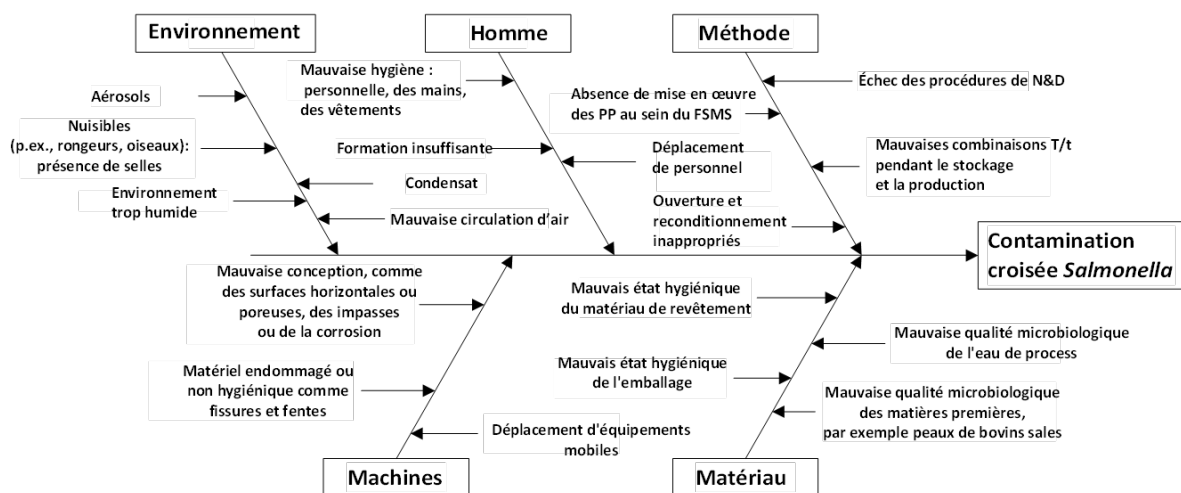 Environnement
Homme
Méthode
Aérosols
Nuisibles
(p.ex., rongeurs, oiseaux):
présence de selles
Environnement
trop humide
Condensat
Mauvaise circulation d'air
Mauvaise hygiène :
personnelle, des mains,
des vêtements
Formation insuffisante
Déplacement
de personnel
Absence de mise en œuvre
des PP au sein du FSMS
Ouverture et
reconditionnement
inappropriés
Échec des procédures de N&D
Mauvaises combinaisons T/t
pendant le stockage
et la production
Contamination
croisée Salmonella
Mauvaise conception, comme
des surfaces horizontales ou
poreuses, des impasses
ou de la corrosion
Matériel endommagé ou
non hygiénique comme
fissures et fentes
Déplacement d'équipements
mobiles
Mauvais état hygiénique
du matériau de revêtement
Mauvais état hygiénique
de l'emballage
Mauvaise qualité microbiologique
de l'eau de process
Mauvaise qualité microbiologique
des matières premières,
par exemple peaux de bovins sales
Machines
Matériau